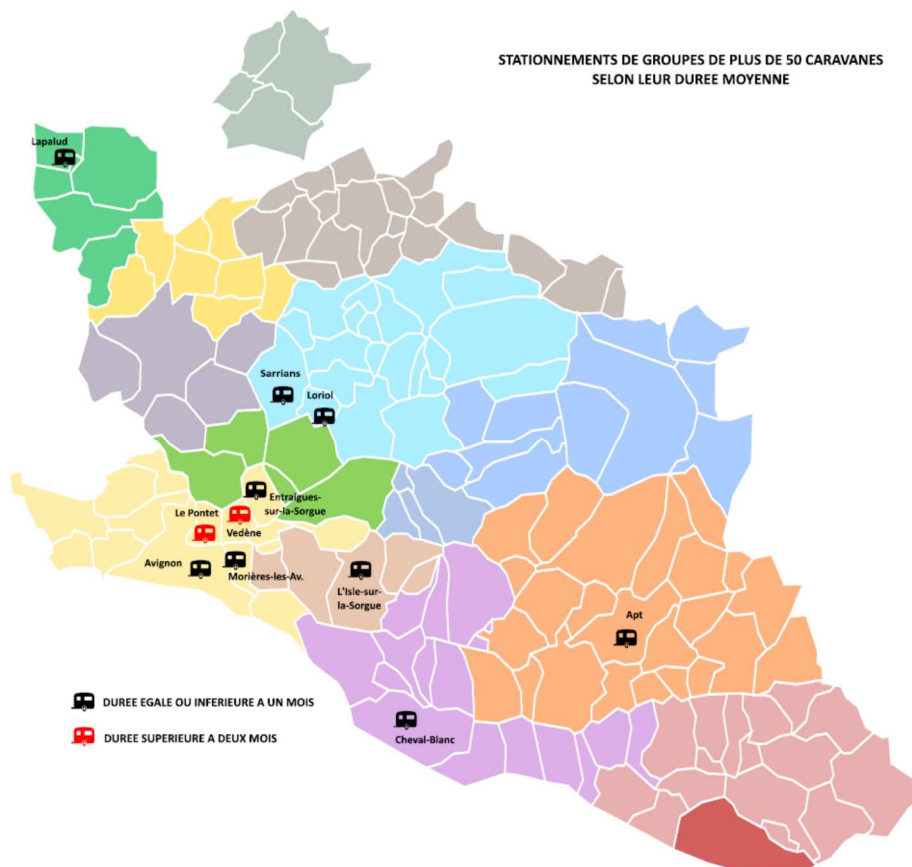 STATIONNEMENTS DE GROUPES DE PLUS DE 50 CARAVANES
SELON LEUR DUREE MOYENNE
Lapalud
Sarrians
Loriol
Entraigues-
sur-la-Sorgue
Le Pontet
Vedène
Avignon
Morières-les-Av.
L'Isle-sur-
la-Sorgue
Apt
DUREE EGALE OU INFERIEURE A UN MOIS
Cheval-Blanc
DUREE SUPERIEURE A DEUX MOIS